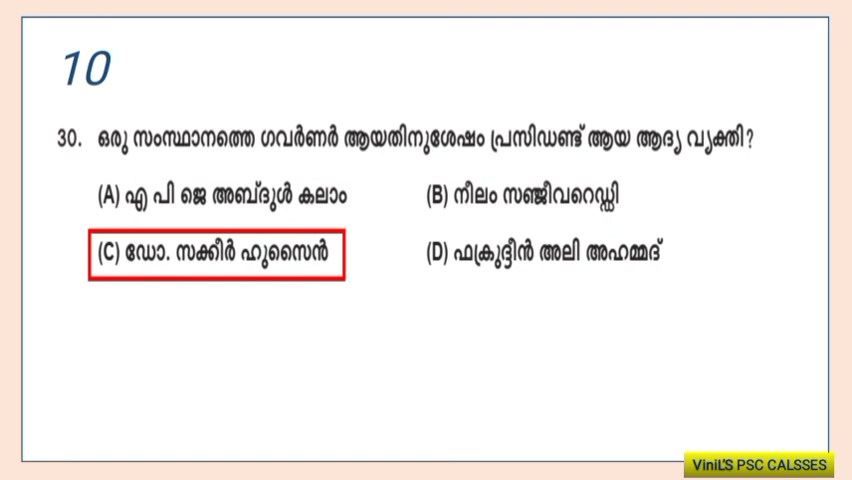 10
30. ഒരു സംസ്ഥാനത്തെ ഗവർണർ ആയതിനുശേഷം പ്രസിഡണ്ട് ആയ ആദ്യ വ്യക്തി?
(A) എ പി ജെ അബ്ദുൾ കലാം (B) നീലം സഞ്ജീവറെഡ്ഡി
(C) ഡോ. സക്കീർ ഹുസൈൻ (D) ഫക്രുദ്ദീൻ അലി അഹമ്മദ്
ViniL'S PSC CALSSES